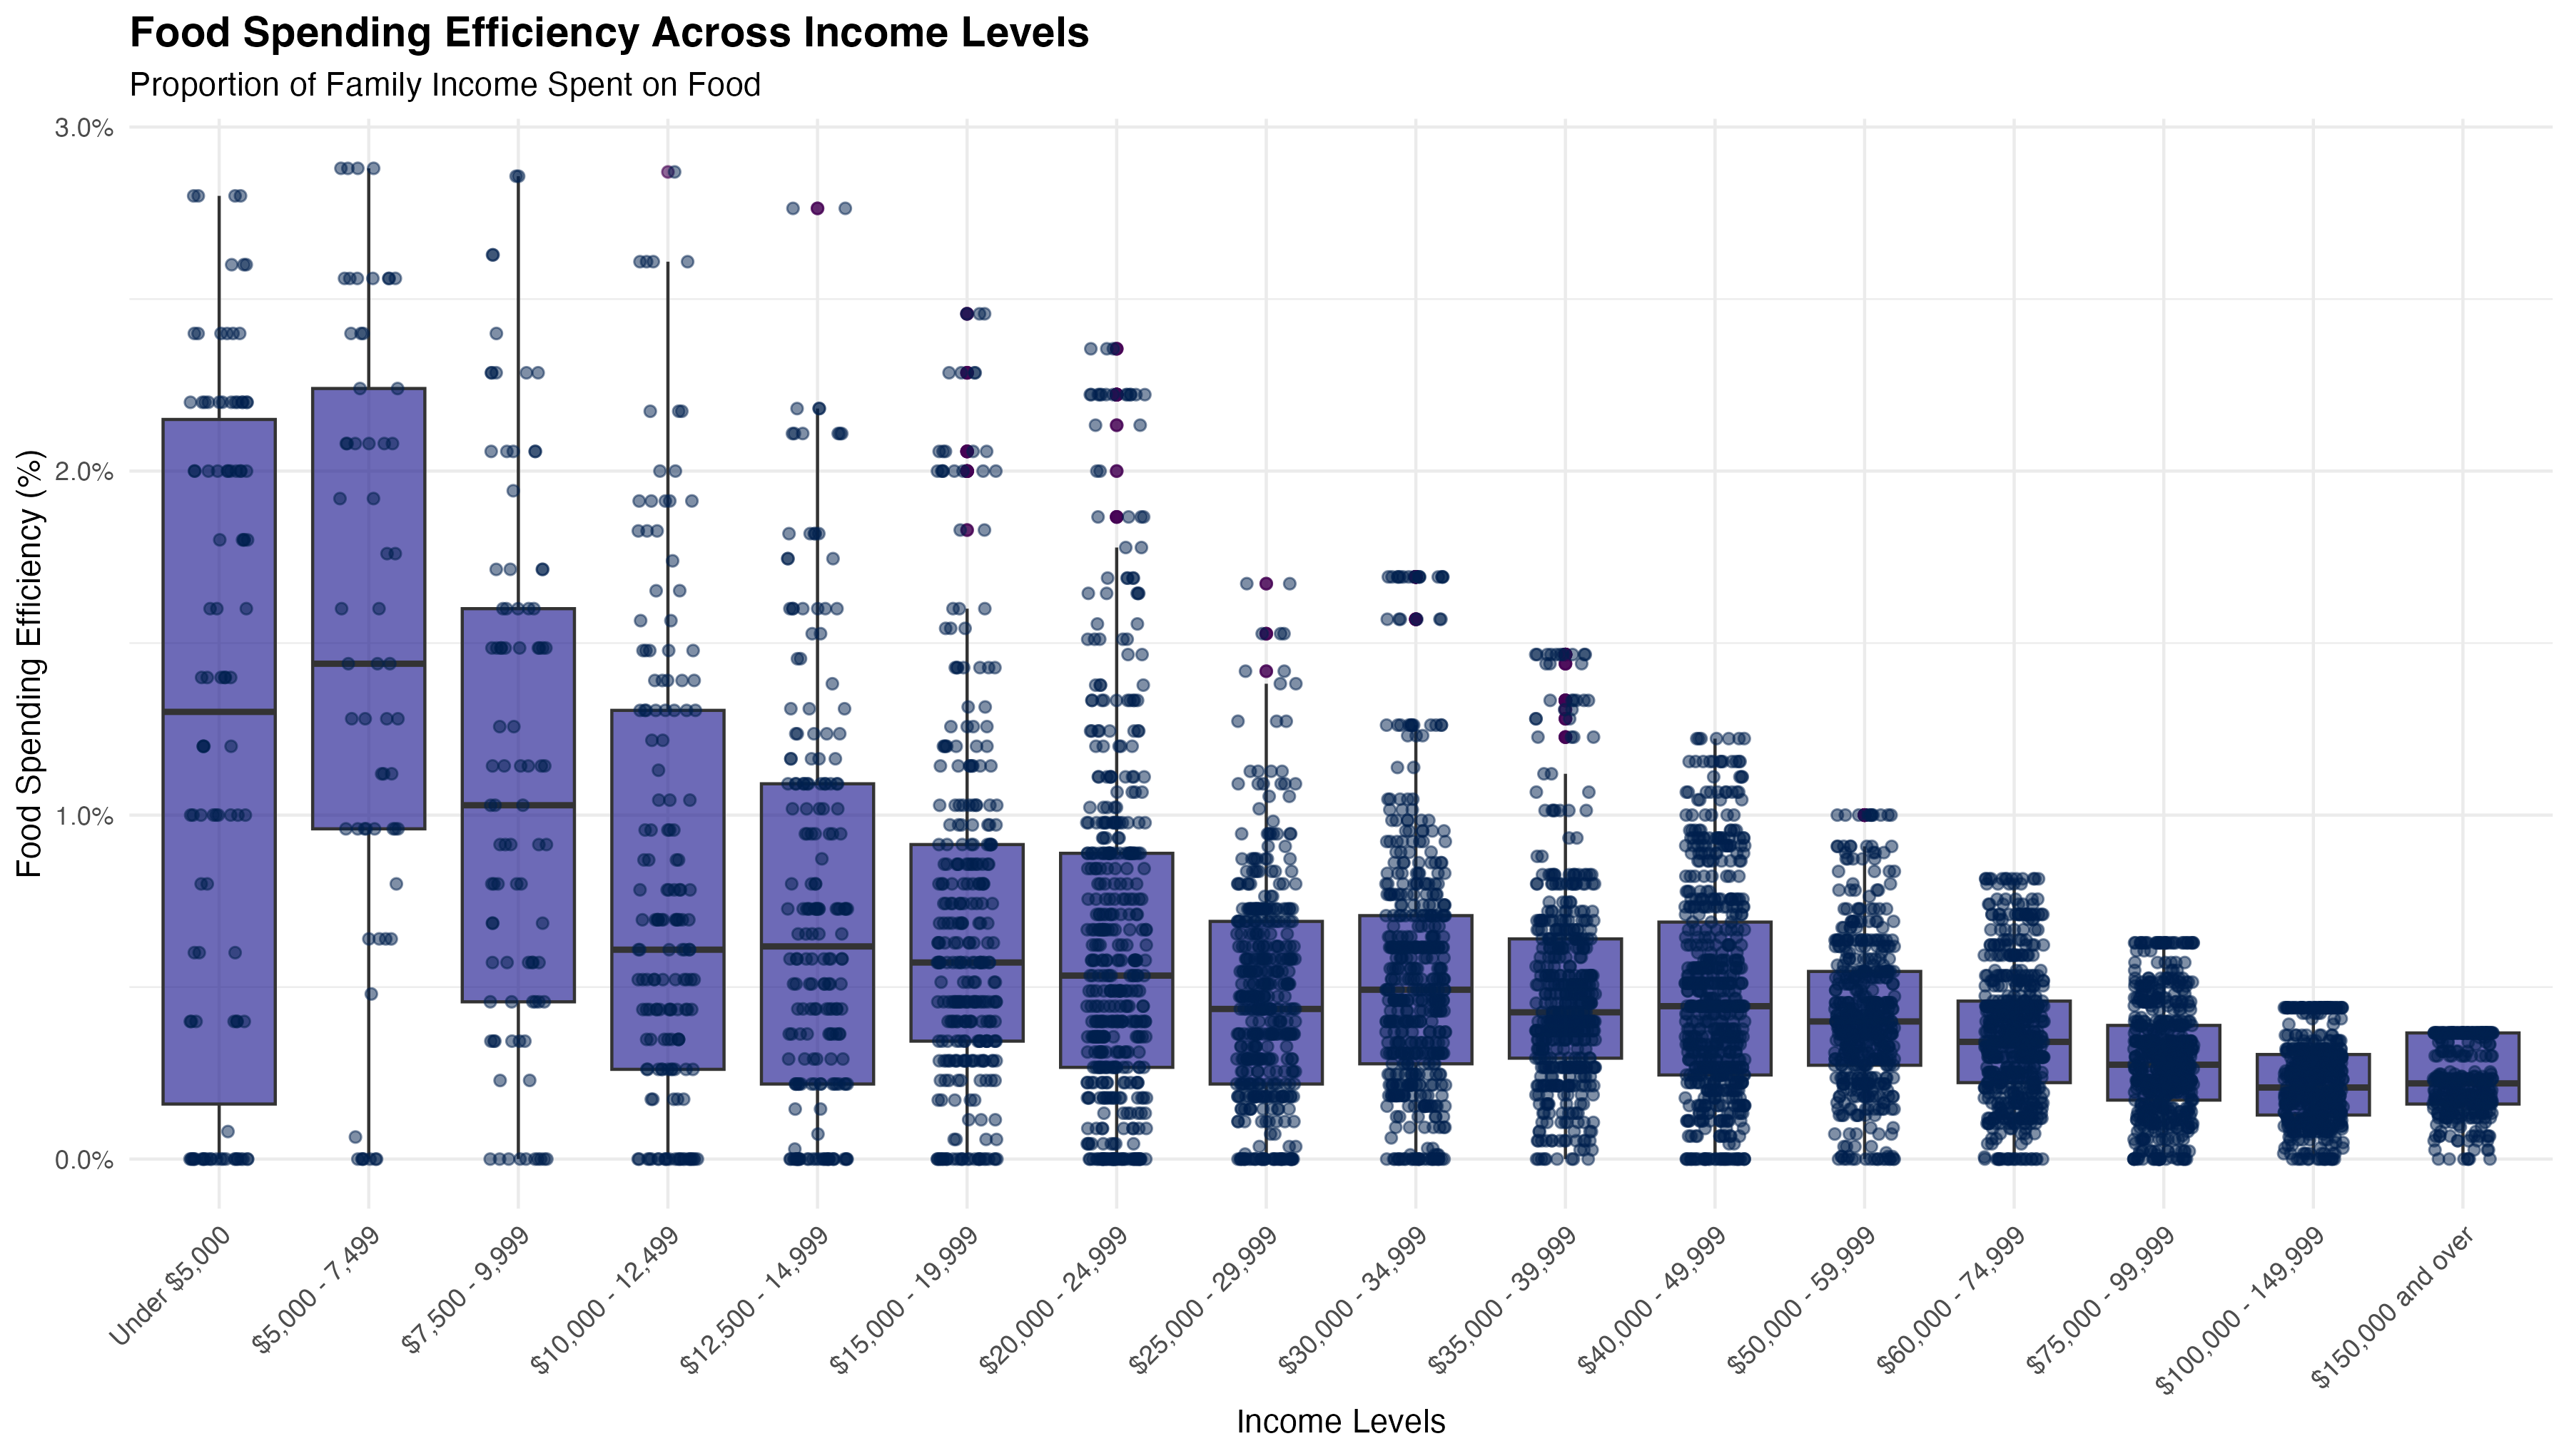 Food Spending Efficiency Across Income Levels
Proportion of Family Income Spent on Food
3.0%
2.0%
1.0%
0.0%
Food Spending Efficiency (%)
Under $5,000
$5,000 - 7,499
$7,500 - 9,999
$10,000 - 12,499
$12,500 - 14,999
$15,000 - 19,999
$20,000 - 24,999
$25,000 - 29,999
$30,000 - 34,999
$35,000 - 39,999
$40,000 - 49,999
$50,000 - 59,999
$60,000 - 74,999
$75,000 - 99,999
$100,000 - 149,999
$150,000 and over
Income Levels